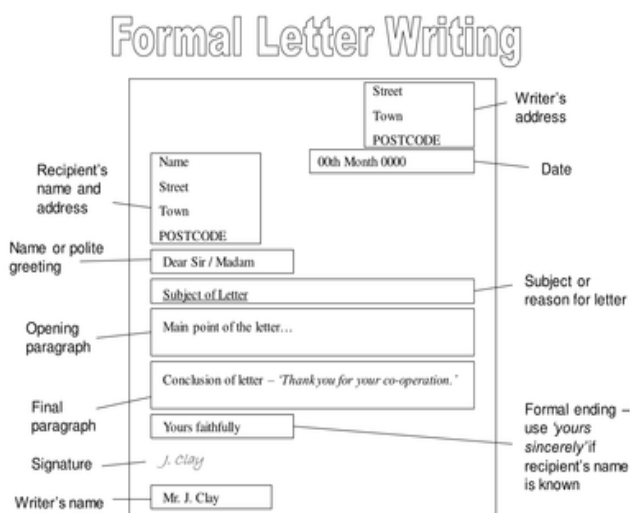 Formal Letter Writing
Street
Town
POSTCODE
Writer's
address
00th Month 0000
Date
Recipient's
name and
address
Name
Street
Town
POSTCODE
Name or polite
greeting
Dear Sir / Madam
Subject of Letter
Subject or
reason for letter
Opening
paragraph
Main point of the letter…
Final
paragraph
Conclusion of letter – ‘Thank you for your co-operation.’
Yours faithfully
Formal ending –
use ‘yours
sincerely’ if
recipient's name
is known
Signature
J. Clay
Writer's name
Mr. J. Clay